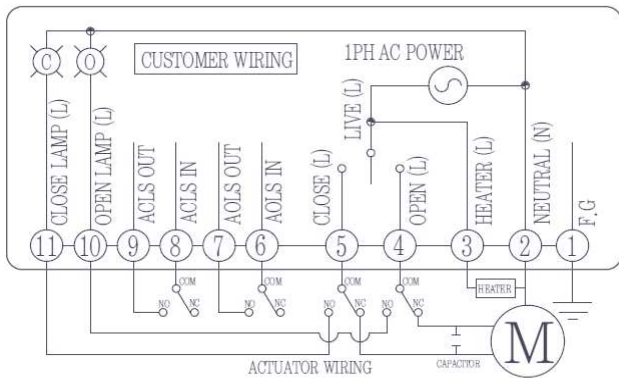 C O CUSTOMER WIRING 1PH AC POWER
CLOSE LAMP (L)
OPEN LAMP (L)
ACLS OUT
ACLS IN
AOLS OUT
AOLS IN
CLOSE (L)
LIVE (L)
OPEN (L)
HEATER (L)
NEUTRAL (N)
F.G
11 10 9 8 7 6 5 4 3 2 1
COM COM COM COM
NO NC NO NC NO NC NO NC
HEATER
M
ACTUATOR WIRING
CAPACITOR